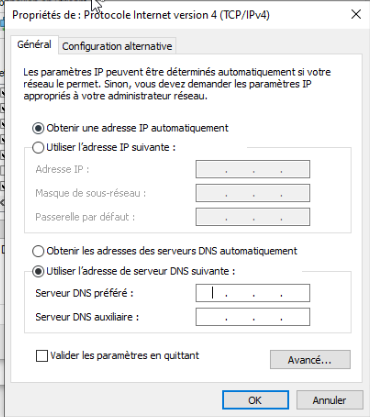 Propriétés de : Protocole Internet version 4 (TCP/IPv4)
Général
Configuration alternative
Les paramètres IP peuvent être déterminés automatiquement si votre
réseau le permet. Sinon, vous devez demander les paramètres IP
appropriés à votre administrateur réseau.
Obtenir une adresse IP automatiquement
Utiliser l'adresse IP suivante :
Adresse IP :
Masque de sous-réseau :
Passerelle par défaut :
Obtenir les adresses des serveurs DNS automatiquement
Utiliser l'adresse de serveur DNS suivante :
Serveur DNS préféré :
Serveur DNS auxiliaire :
Valider les paramètres en quittant
Avancé...
OK
Annuler